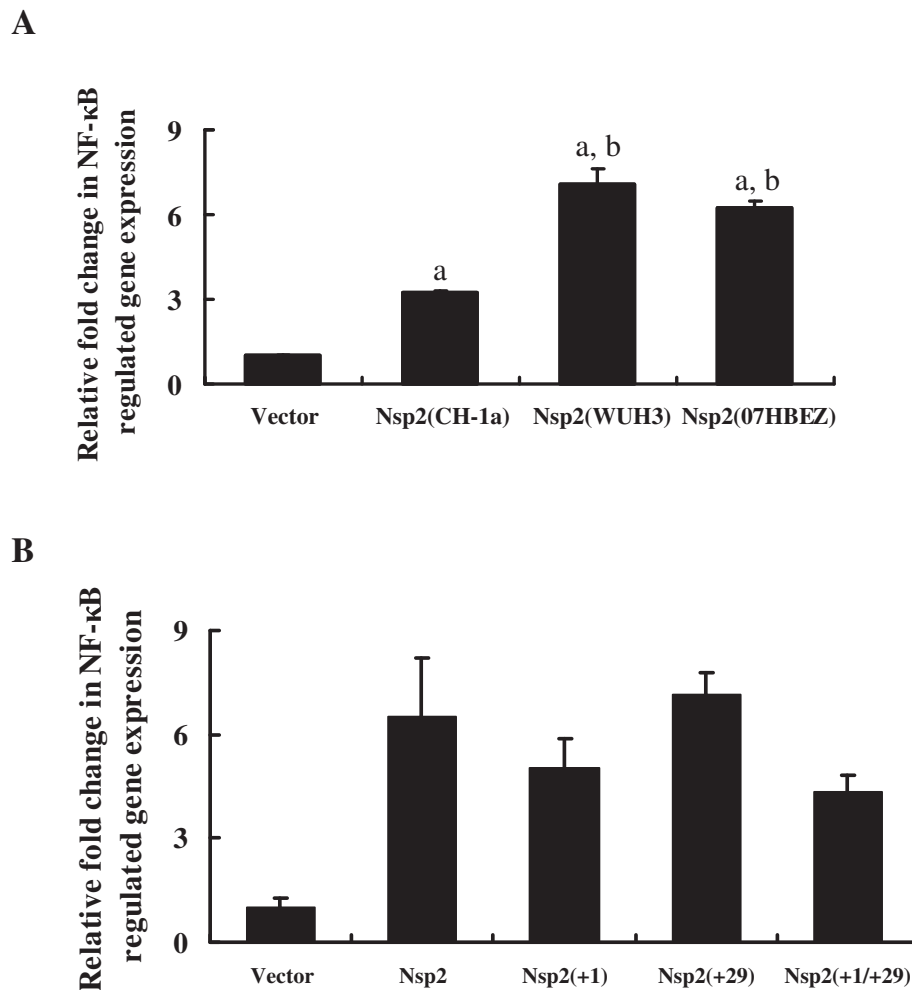 A
Relative fold change in NF-κB
regulated gene expression
9
6
3
0
a
a, b
a, b
Vector
Nsp2(CH-1a)
Nsp2(WUH3)
Nsp2(07HBEZ)
B
Relative fold change in NF-κB
regulated gene expression
9
6
3
0
Vector
Nsp2
Nsp2(+1)
Nsp2(+29)
Nsp2(+1/+29)